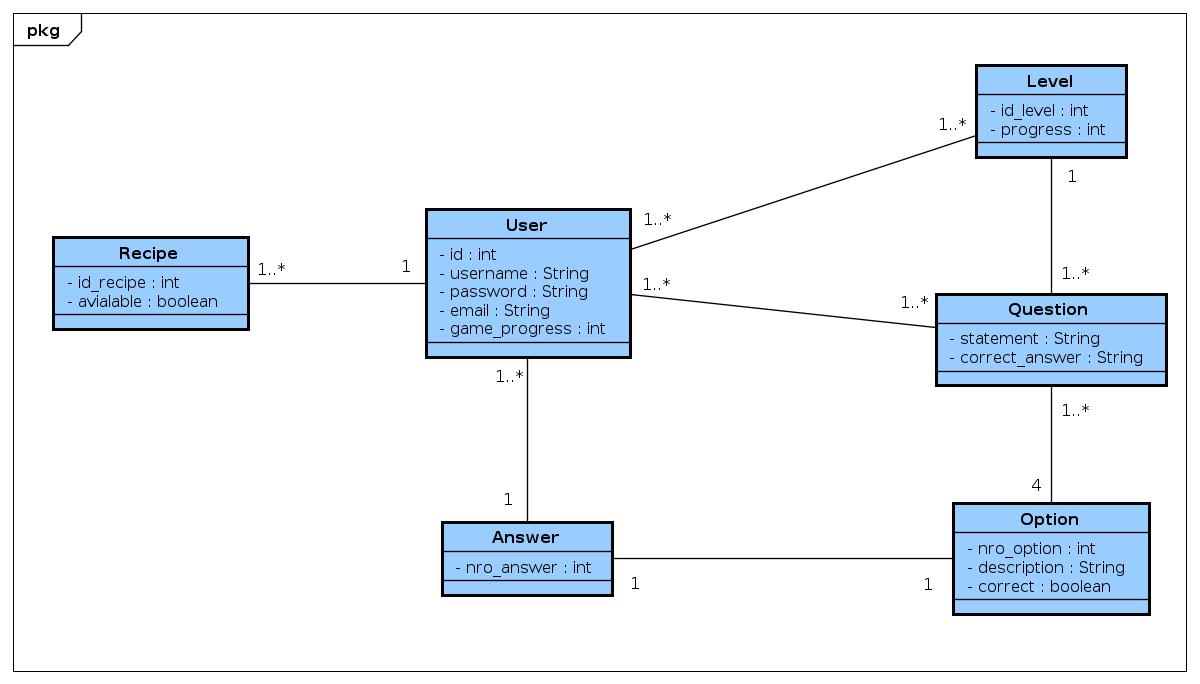 pkg
Level
- id_level : int
- progress : int
1..*
1
1..*
User
- id : int
- username : String
- password : String
- email : String
- game_progress : int
Recipe
- id_recipe : int
- avialable : boolean
1..*
1
1..*
1..*
1..*
Question
- statement : String
- correct_answer : String
1..*
1..*
4
1
Option
- nro_option : int
- description : String
- correct : boolean
Answer
- nro_answer : int
1
1